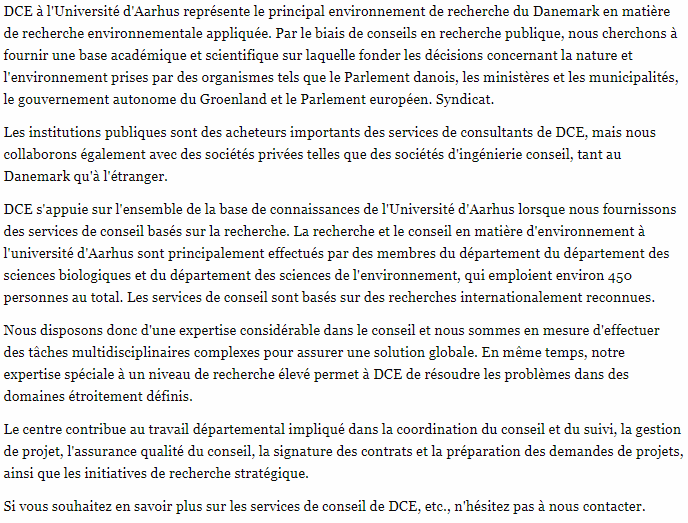 DCE à l'Université d'Aarhus représente le principal environnement de recherche du Danemark en matière
de recherche environnementale appliquée. Par le biais de conseils en recherche publique, nous cherchons à
fournir une base académique et scientifique sur laquelle fonder les décisions concernant la nature et
l'environnement prises par des organismes tels que le Parlement danois, les ministères et les municipalités,
le gouvernement autonome du Groenland et le Parlement européen. Syndicat.
Les institutions publiques sont des acheteurs importants des services de consultants de DCE, mais nous
collaborons également avec des sociétés privées telles que des sociétés d'ingénierie conseil, tant au
Danemark qu'à l'étranger.
DCE s'appuie sur l'ensemble de la base de connaissances de l'Université d'Aarhus lorsque nous fournissons
des services de conseil basés sur la recherche. La recherche et le conseil en matière d'environnement à
l'université d'Aarhus sont principalement effectués par des membres du département du département des
sciences biologiques et du département des sciences de l'environnement, qui emploient environ 450
personnes au total. Les services de conseil sont basés sur des recherches internationalement reconnues.
Nous disposons donc d'une expertise considérable dans le conseil et nous sommes en mesure d'effectuer
des tâches multidisciplinaires complexes pour assurer une solution globale. En même temps, notre
expertise spéciale à un niveau de recherche élevé permet à DCE de résoudre les problèmes dans des
domaines étroitement définis.
Le centre contribue au travail départemental impliqué dans la coordination du conseil et du suivi, la gestion
de projet, l'assurance qualité du conseil, la signature des contrats et la préparation des demandes de projets,
ainsi que les initiatives de recherche stratégique.
Si vous souhaitez en savoir plus sur les services de conseil de DCE, etc., n'hésitez pas à nous contacter.